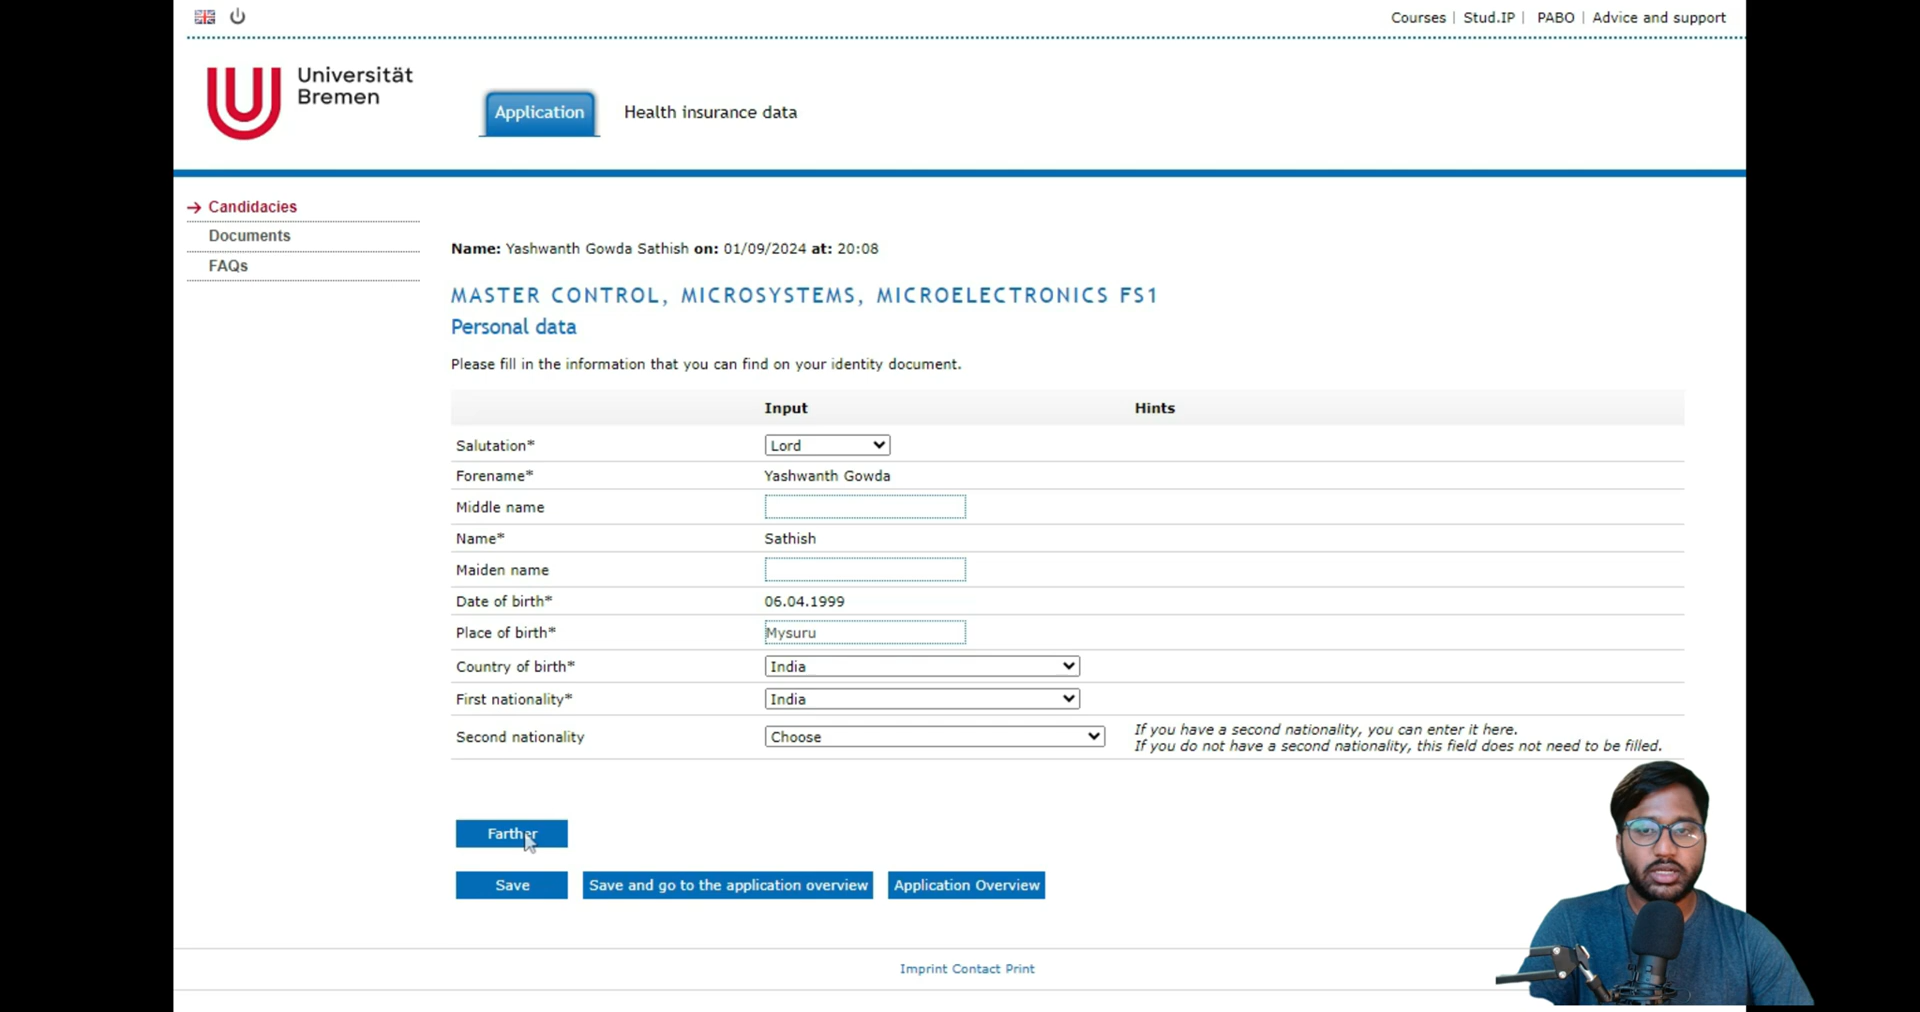 Courses | Stud.IP | PABO | Advice and support
Universität
Bremen
Application
Health insurance data
Candidacies
Documents
FAQs
Name: Yashwanth Gowda Sathish on: 01/09/2024 at: 20:08
MASTER CONTROL, MICROSYSTEMS, MICROELECTRONICS FS1
Personal data
Please fill in the information that you can find on your identity document.
Input Hints
Salutation* Lord
Forename* Yashwanth Gowda
Middle name
Name* Sathish
Maiden name
Date of birth* 06.04.1999
Place of birth* Mysuru
Country of birth* India
First nationality* India
Second nationality Choose
If you have a second nationality, you can enter it here.
If you do not have a second nationality, this field does not need to be filled.
Farther
Save Save and go to the application overview Application Overview
Imprint Contact Print